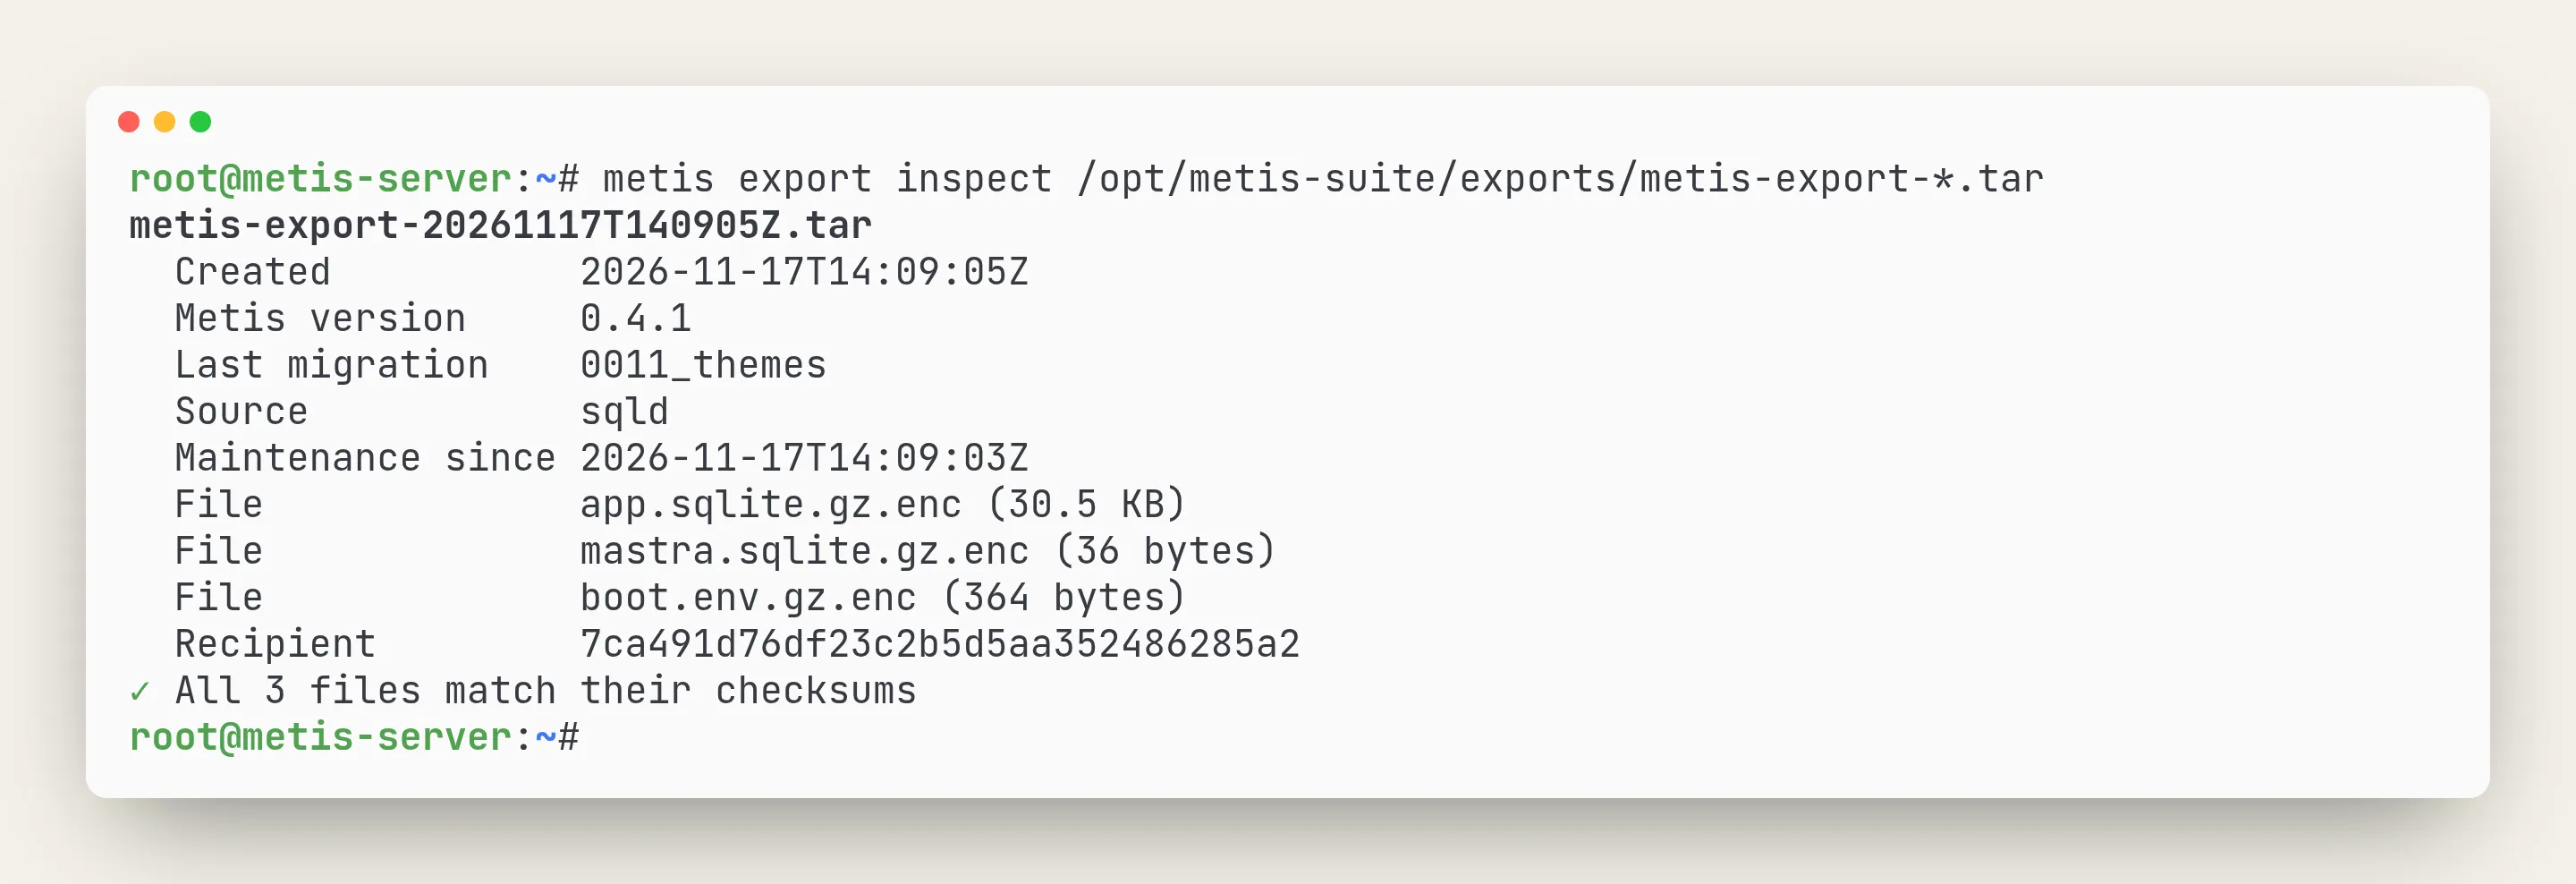 root@metis-server:~# metis export inspect /opt/metis-suite/exports/metis-export-*.tar
metis-export-20261117T140905Z.tar
  Created           2026-11-17T14:09:05Z
  Metis version     0.4.1
  Last migration    0011_themes
  Source            sqld
  Maintenance since 2026-11-17T14:09:03Z
  File              app.sqlite.gz.enc (30.5 KB)
  File              mastra.sqlite.gz.enc (36 bytes)
  File              boot.env.gz.enc (364 bytes)
  Recipient         7ca491d76df23c2b5d5aa352486285a2
✓ All 3 files match their checksums
root@metis-server:~#